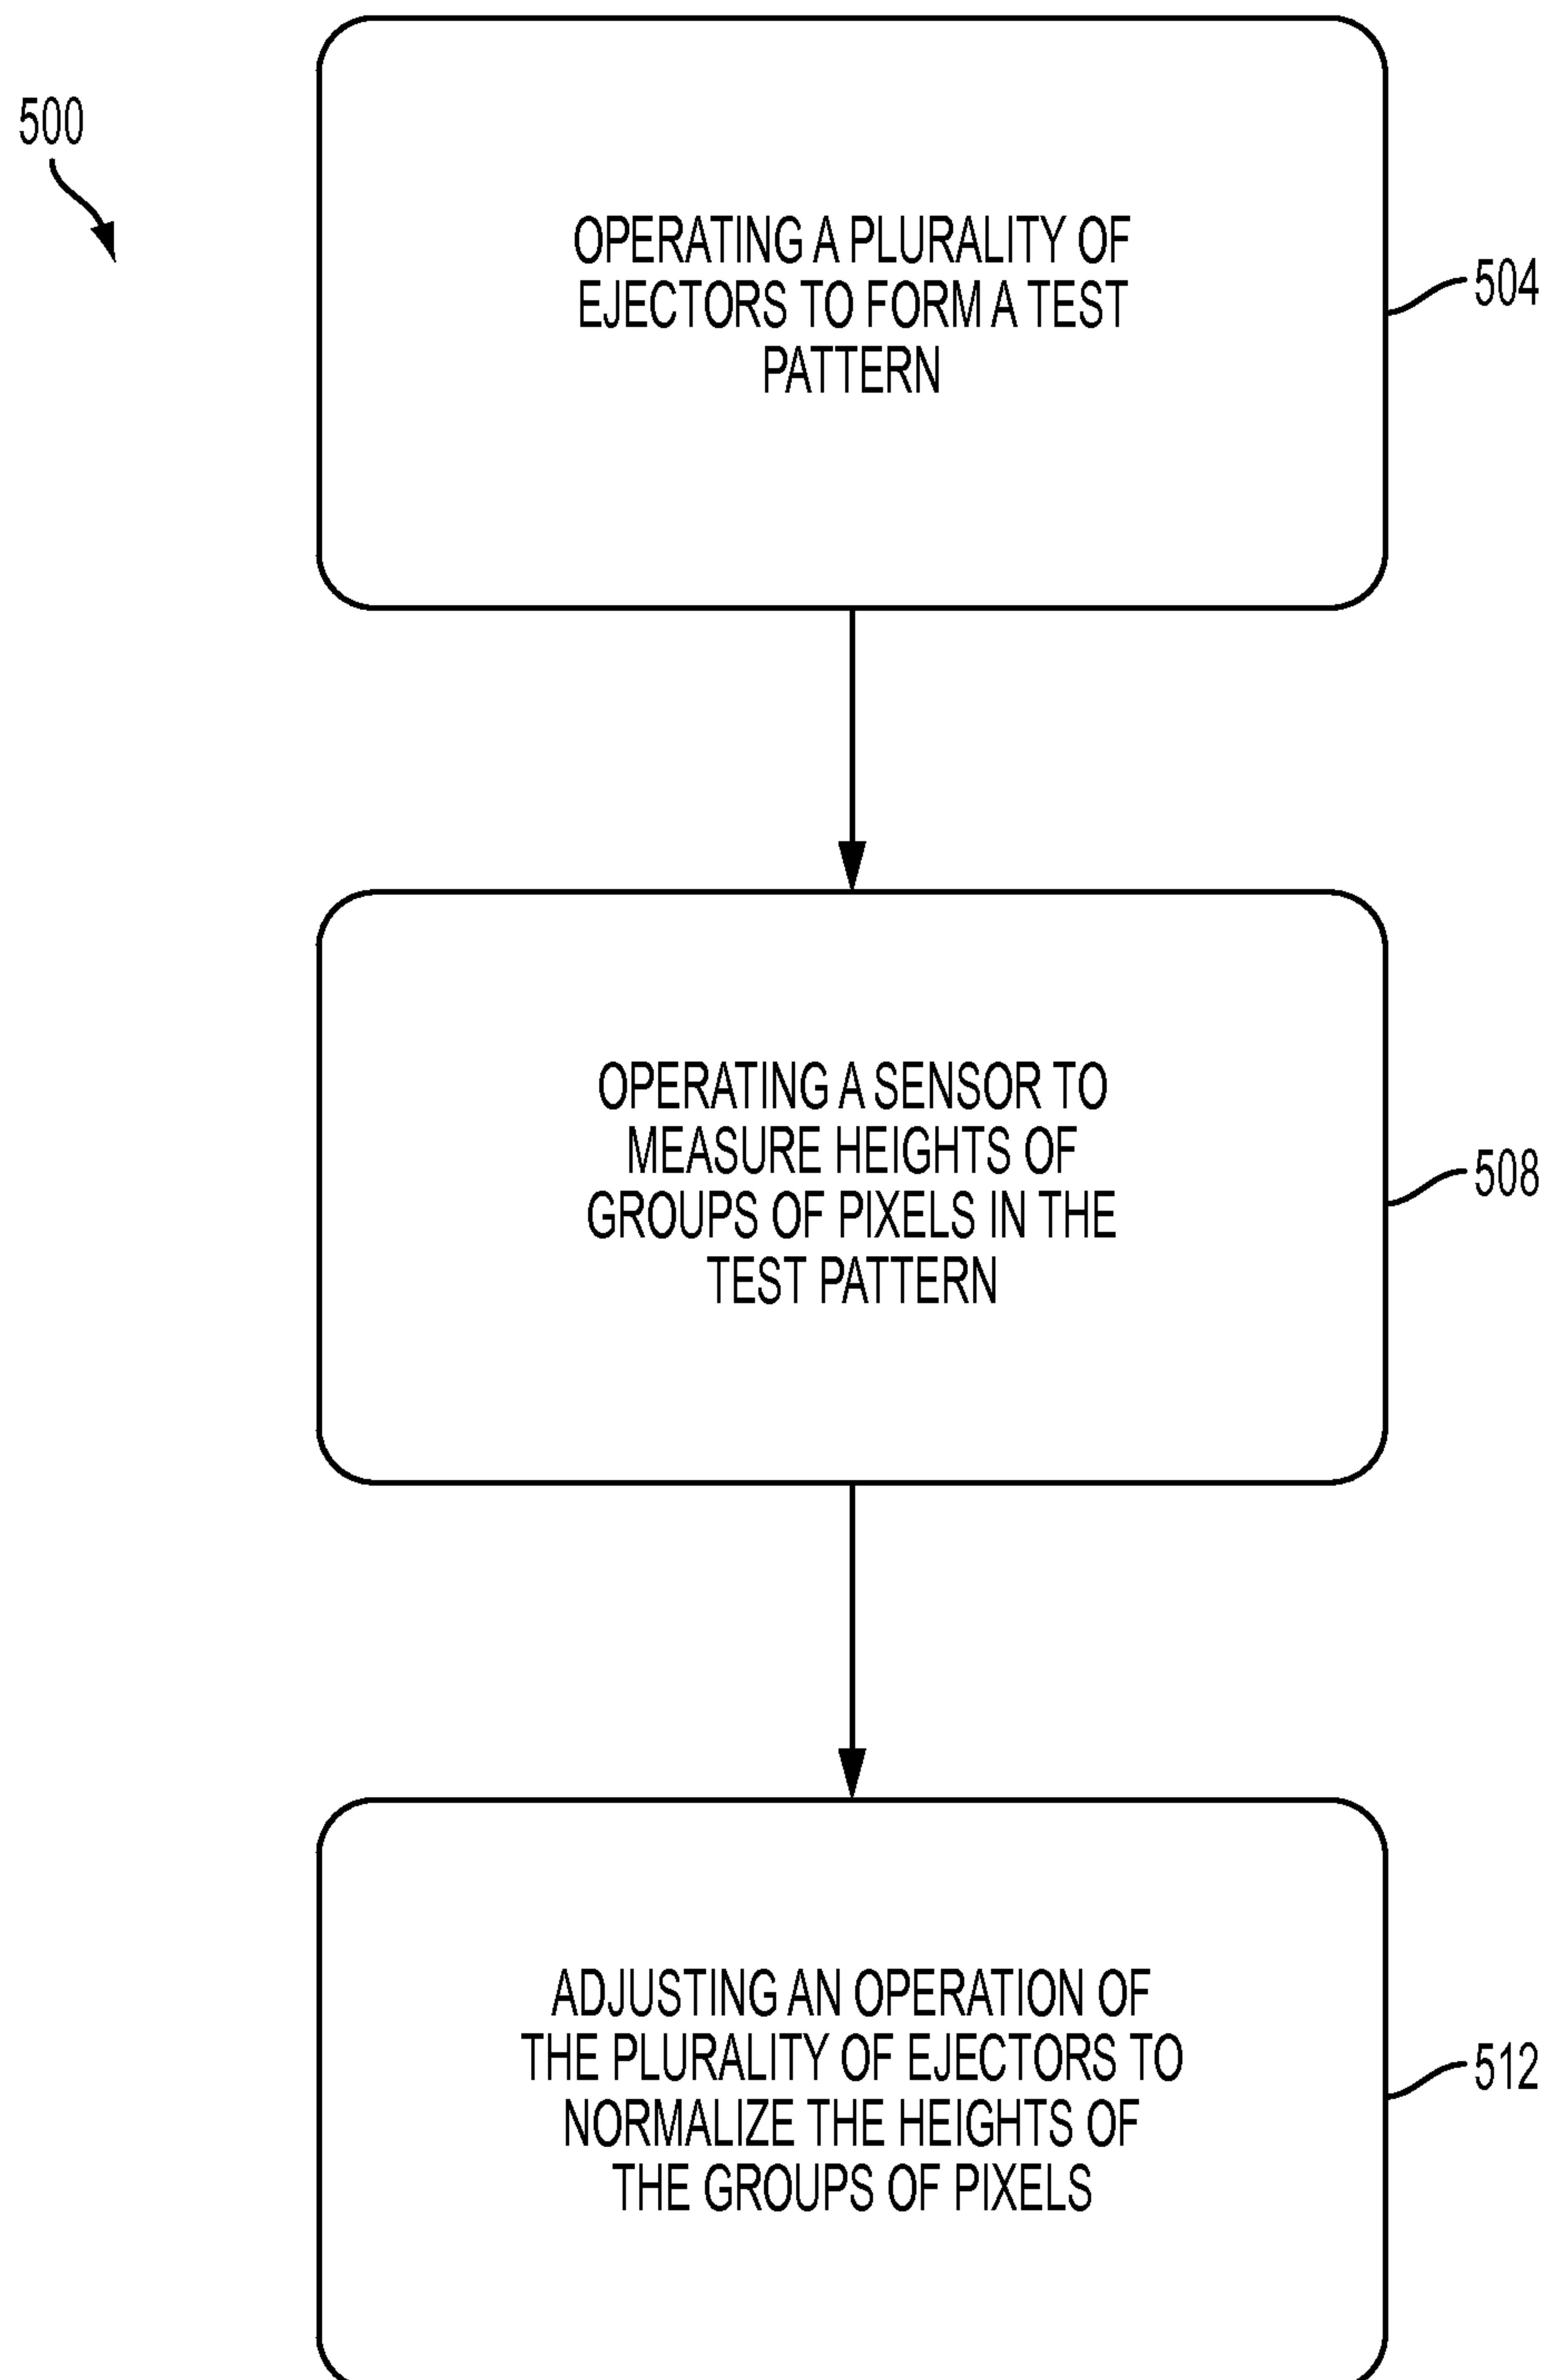 500
OPERATING A PLURALITY OF
EJECTORS TO FORM A TEST
PATTERN
504
OPERATING A SENSOR TO
MEASURE HEIGHTS OF
GROUPS OF PIXELS IN THE
TEST PATTERN
508
ADJUSTING AN OPERATION OF
THE PLURALITY OF EJECTORS TO
NORMALIZE THE HEIGHTS OF
THE GROUPS OF PIXELS
512